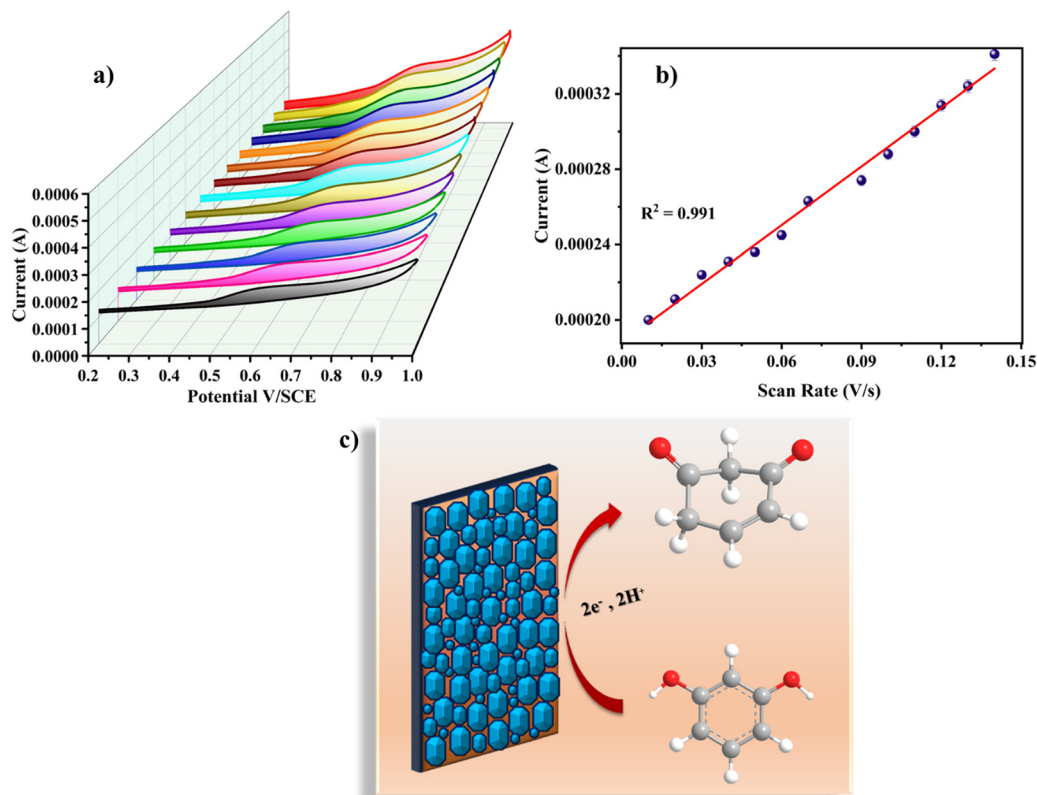 a)
0.0006
0.0005
0.0004
0.0003
0.0002
0.0001
0.0000
0.2 0.3 0.4 0.5 0.6 0.7 0.8 0.9 1.0
Current (A)
Potential V/SCE
b)
0.00032
0.00028
0.00024
0.00020
R² = 0.991
0.00 0.03 0.06 0.09 0.12 0.15
Current (A)
Scan Rate (V/s)
c)
2e⁻ , 2H⁺